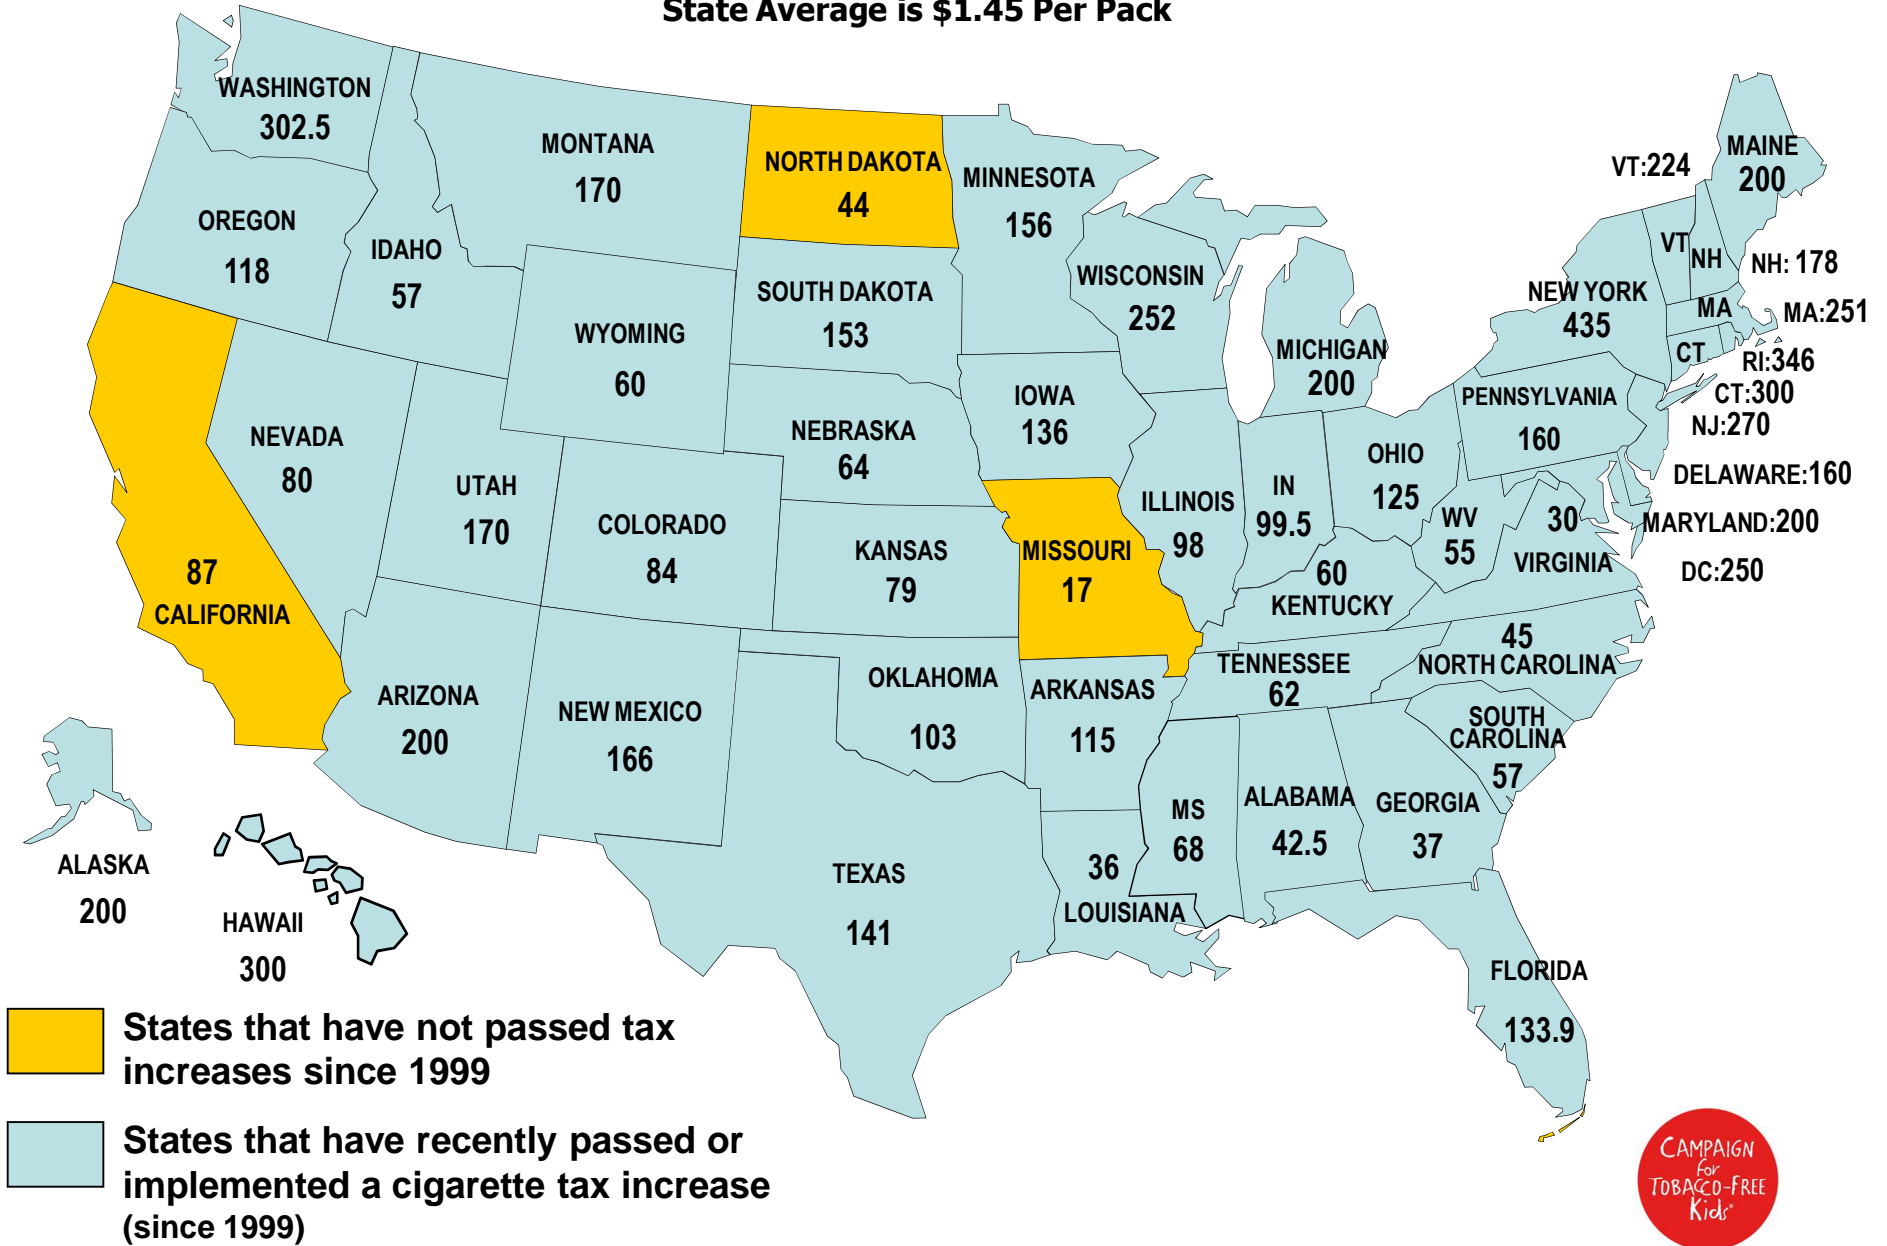 State Average is $1.45 Per Pack
WASHINGTON
302.5
MONTANA
170
NORTH DAKOTA
44
MINNESOTA
156
VT:224
MAINE
200
OREGON
118
IDAHO
57
WYOMING
60
SOUTH DAKOTA
153
WISCONSIN
252
MICHIGAN
200
NEW YORK
435
VT
NH
NH: 178
MA
MA:251
CT
RI:346
CT:300
NJ:270
PENNSYLVANIA
160
DELAWARE:160
MARYLAND:200
DC:250
NEVADA
80
UTAH
170
COLORADO
84
NEBRASKA
64
IOWA
136
KANSAS
79
MISSOURI
17
ILLINOIS
98
IN
99.5
OHIO
125
WV
55
30
VIRGINIA
60
KENTUCKY
87
CALIFORNIA
ARIZONA
200
NEW MEXICO
166
OKLAHOMA
103
ARKANSAS
115
TENNESSEE
62
45
NORTH CAROLINA
SOUTH
CAROLINA
57
MS
68
ALABAMA
42.5
GEORGIA
37
ALASKA
200
HAWAII
300
TEXAS
141
36
LOUISIANA
FLORIDA
133.9
States that have not passed tax
increases since 1999
States that have recently passed or
implemented a cigarette tax increase
(since 1999)
CAMPAIGN
for
TOBACCO-FREE
Kids